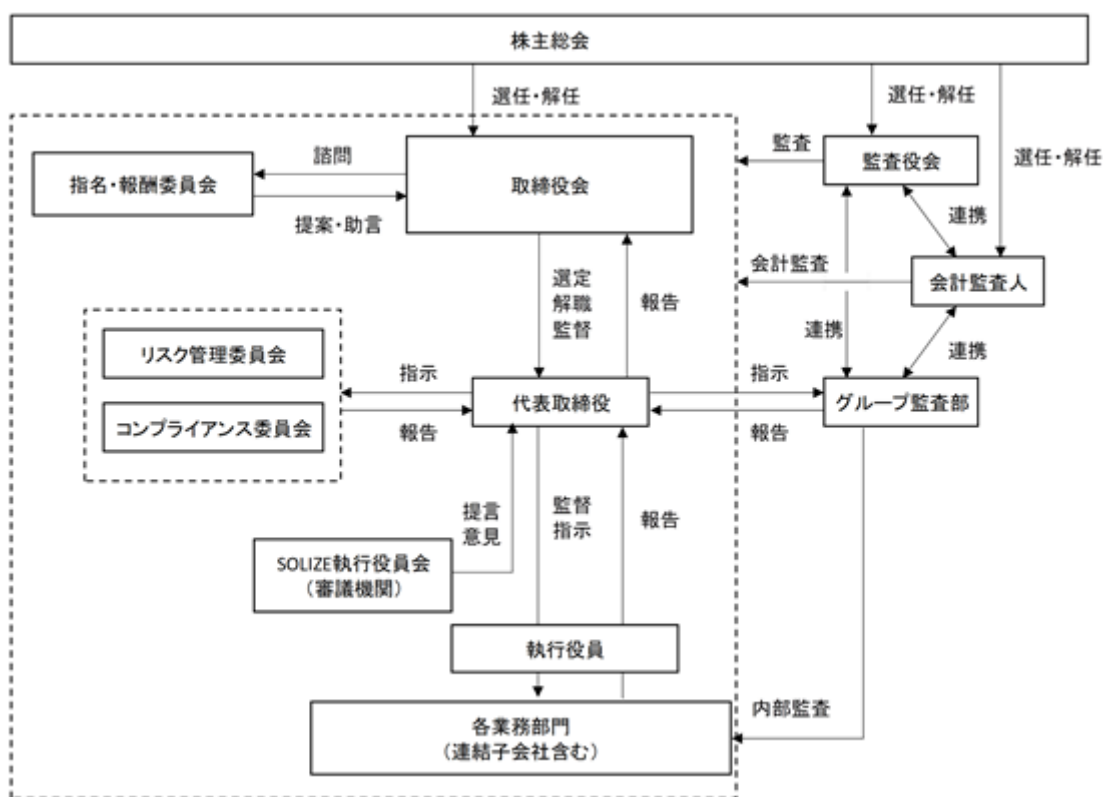 株主総会
選任・解任
選任・解任
選任・解任
指名・報酬委員会
諮問
提案・助言
取締役会
監査
監査役会
連携
会計監査
会計監査人
選定
解職
監督
報告
連携
連携
リスク管理委員会
コンプライアンス委員会
指示
報告
代表取締役
指示
報告
グループ監査部
提言
意見
監督
指示
報告
SOLIZE執行役員会
（審議機関）
執行役員
内部監査
各業務部門
（連結子会社含む）